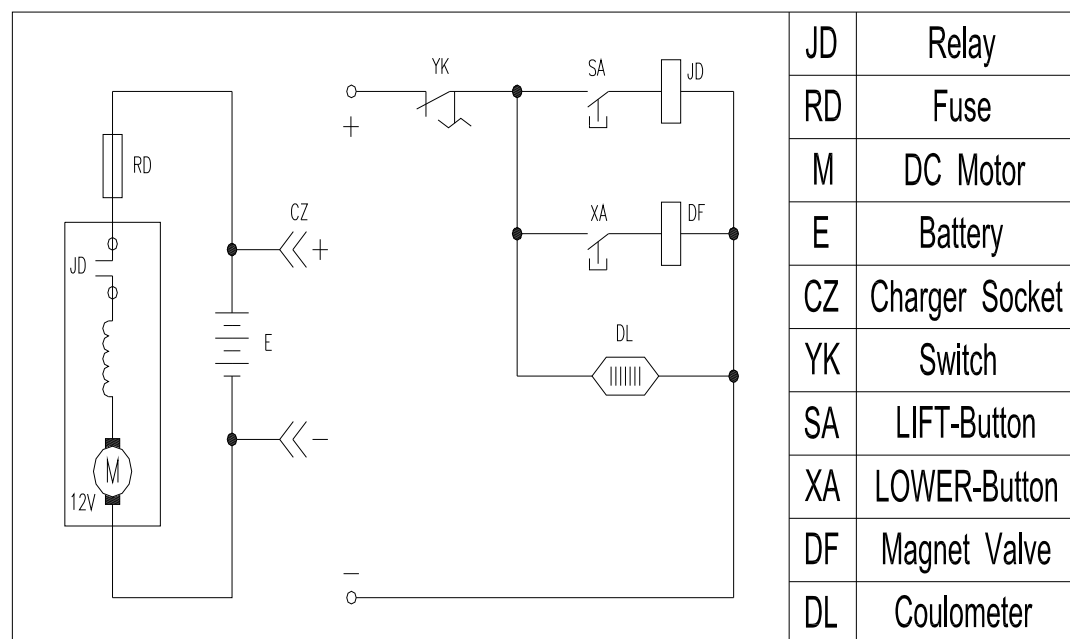 YK
SA
JD
+
RD
CZ
XA
DF
+
JD
E
DL
−
M
12V
−
JD Relay
RD Fuse
M DC Motor
E Battery
CZ Charger Socket
YK Switch
SA LIFT-Button
XA LOWER-Button
DF Magnet Valve
DL Coulometer